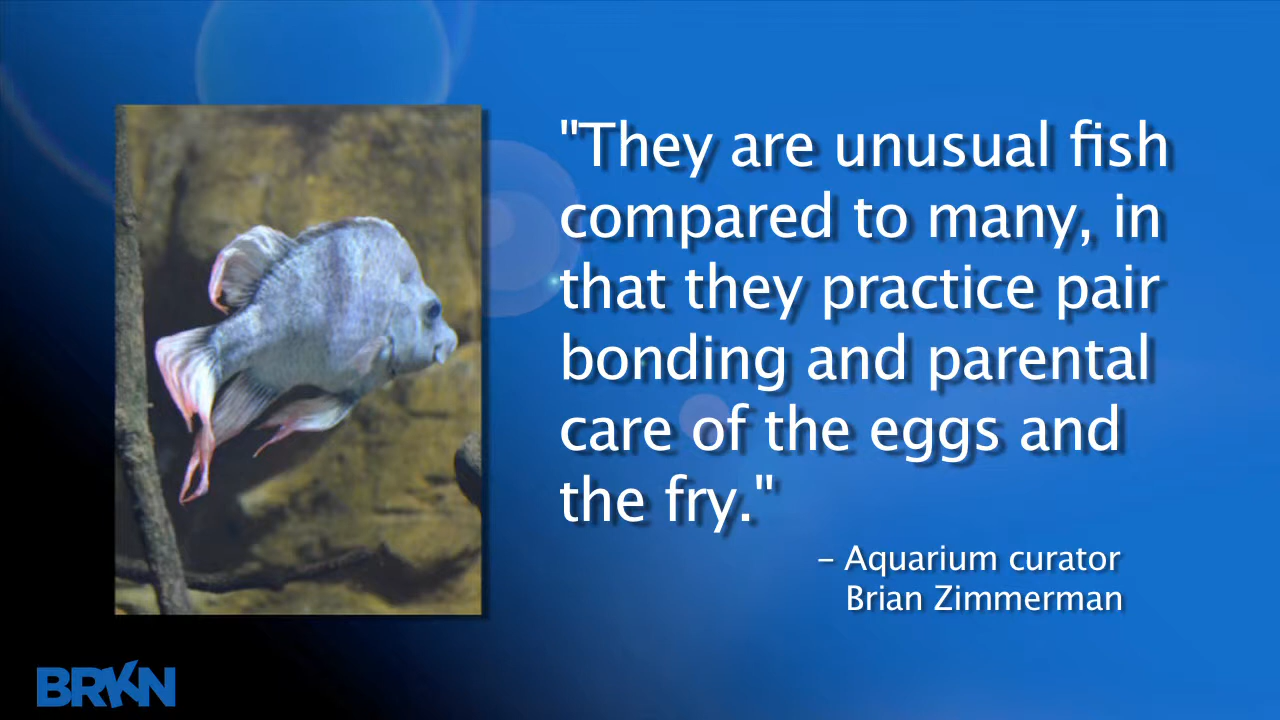 "They are unusual fish
compared to many, in
that they practice pair
bonding and parental
care of the eggs and
the fry."
– Aquarium curator
Brian Zimmerman
BRKN